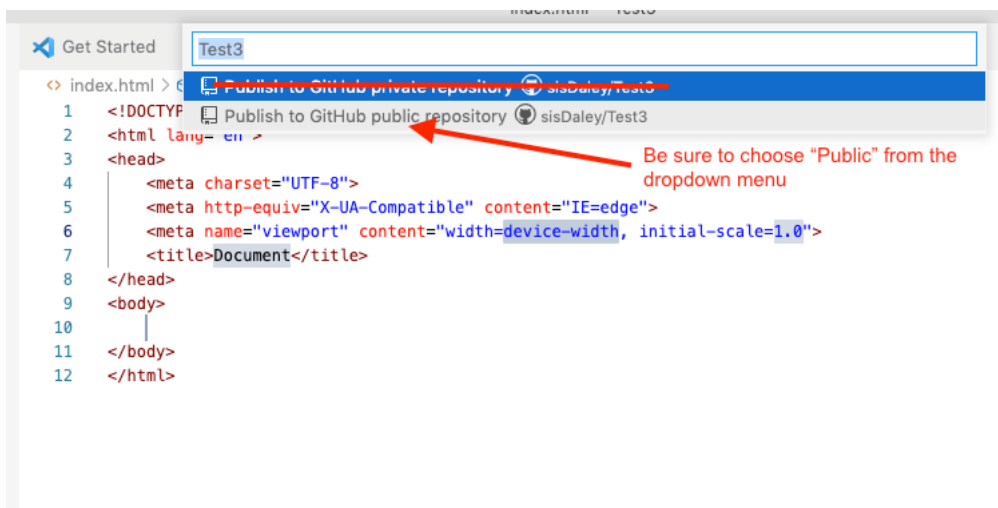 index.html — Test3
Get Started
Test3
index.html >
Publish to GitHub private repository sisDaley/Test3
Publish to GitHub public repository sisDaley/Test3
Be sure to choose “Public” from the
dropdown menu
1 <!DOCTYP
2 <html lang="en">
3 <head>
4 <meta charset="UTF-8">
5 <meta http-equiv="X-UA-Compatible" content="IE=edge">
6 <meta name="viewport" content="width=device-width, initial-scale=1.0">
7 <title>Document</title>
8 </head>
9 <body>
10
11 </body>
12 </html>